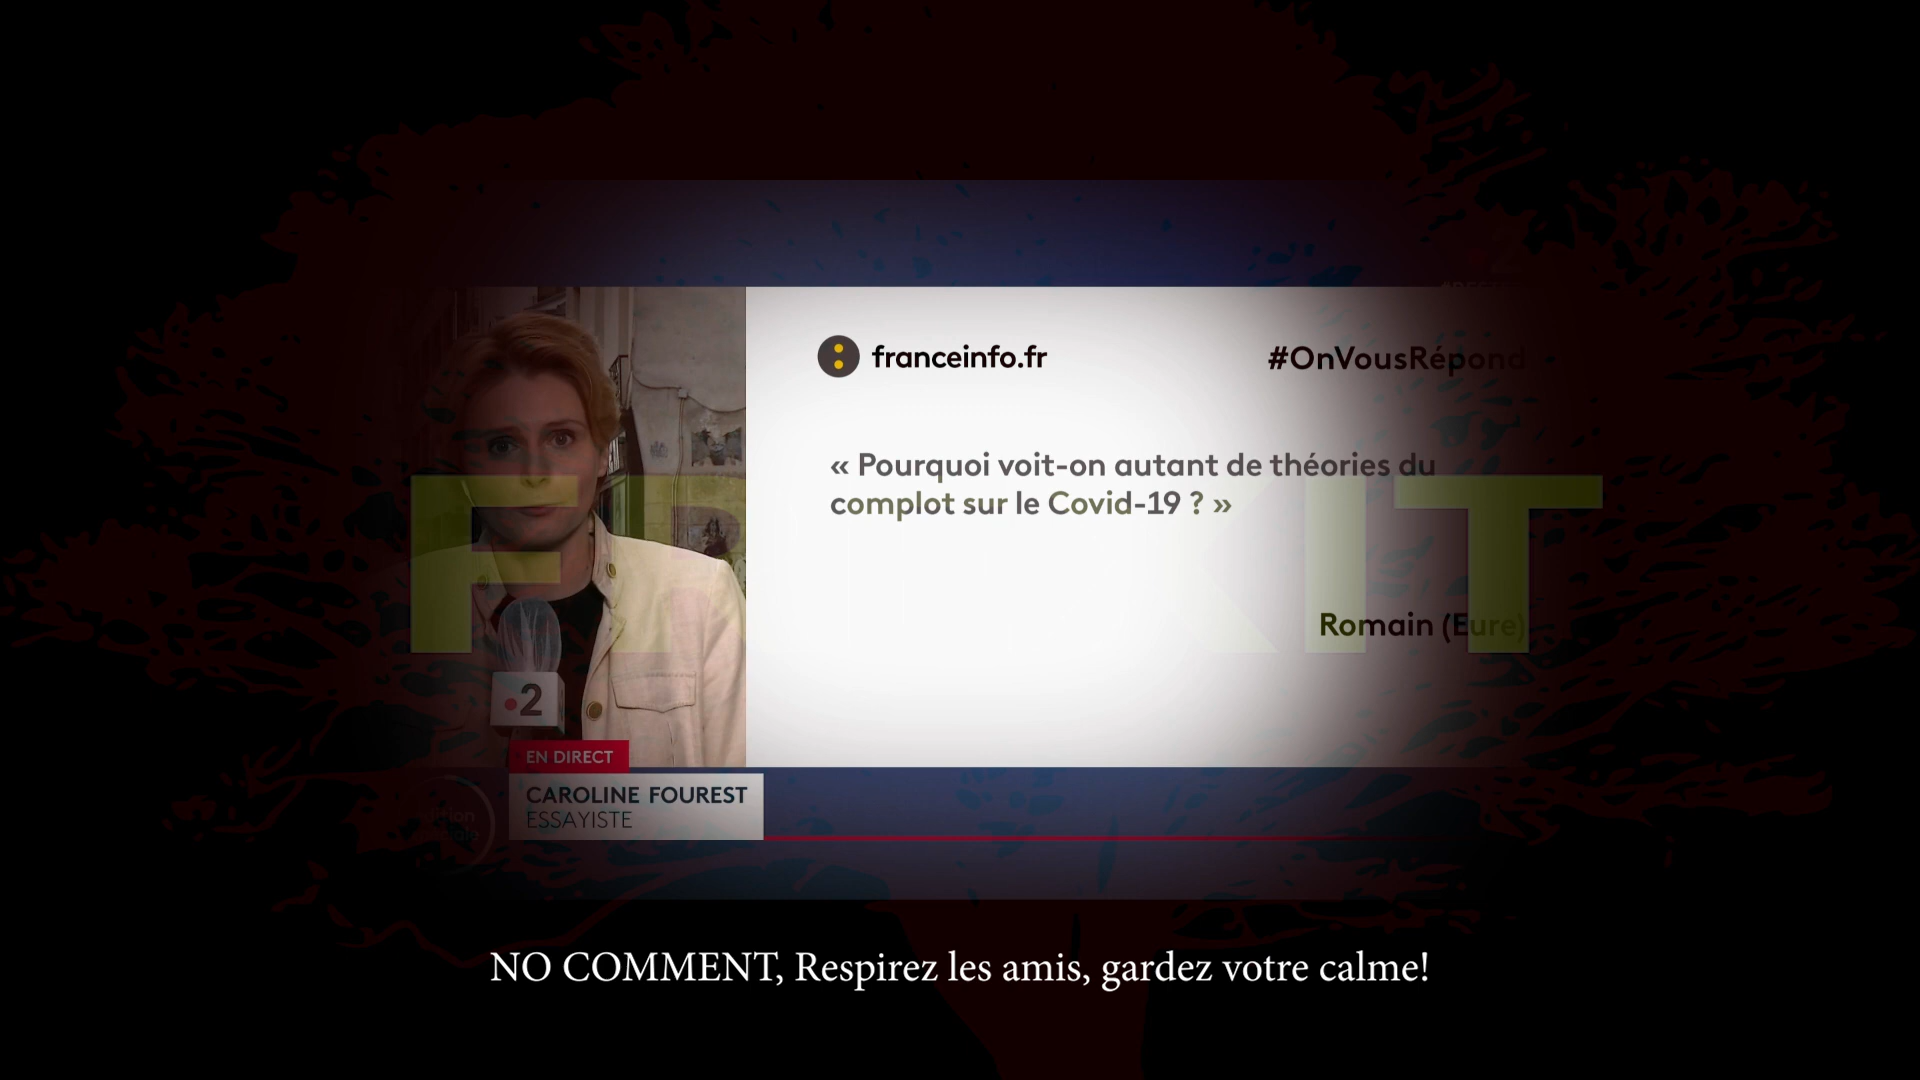 franceinfo.fr
#OnVousRépond
« Pourquoi voit-on autant de théories du
complot sur le Covid-19 ? »
Romain (Eure)
2
EN DIRECT
CAROLINE FOUREST
ESSAYISTE
NO COMMENT, Respirez les amis, gardez votre calme!